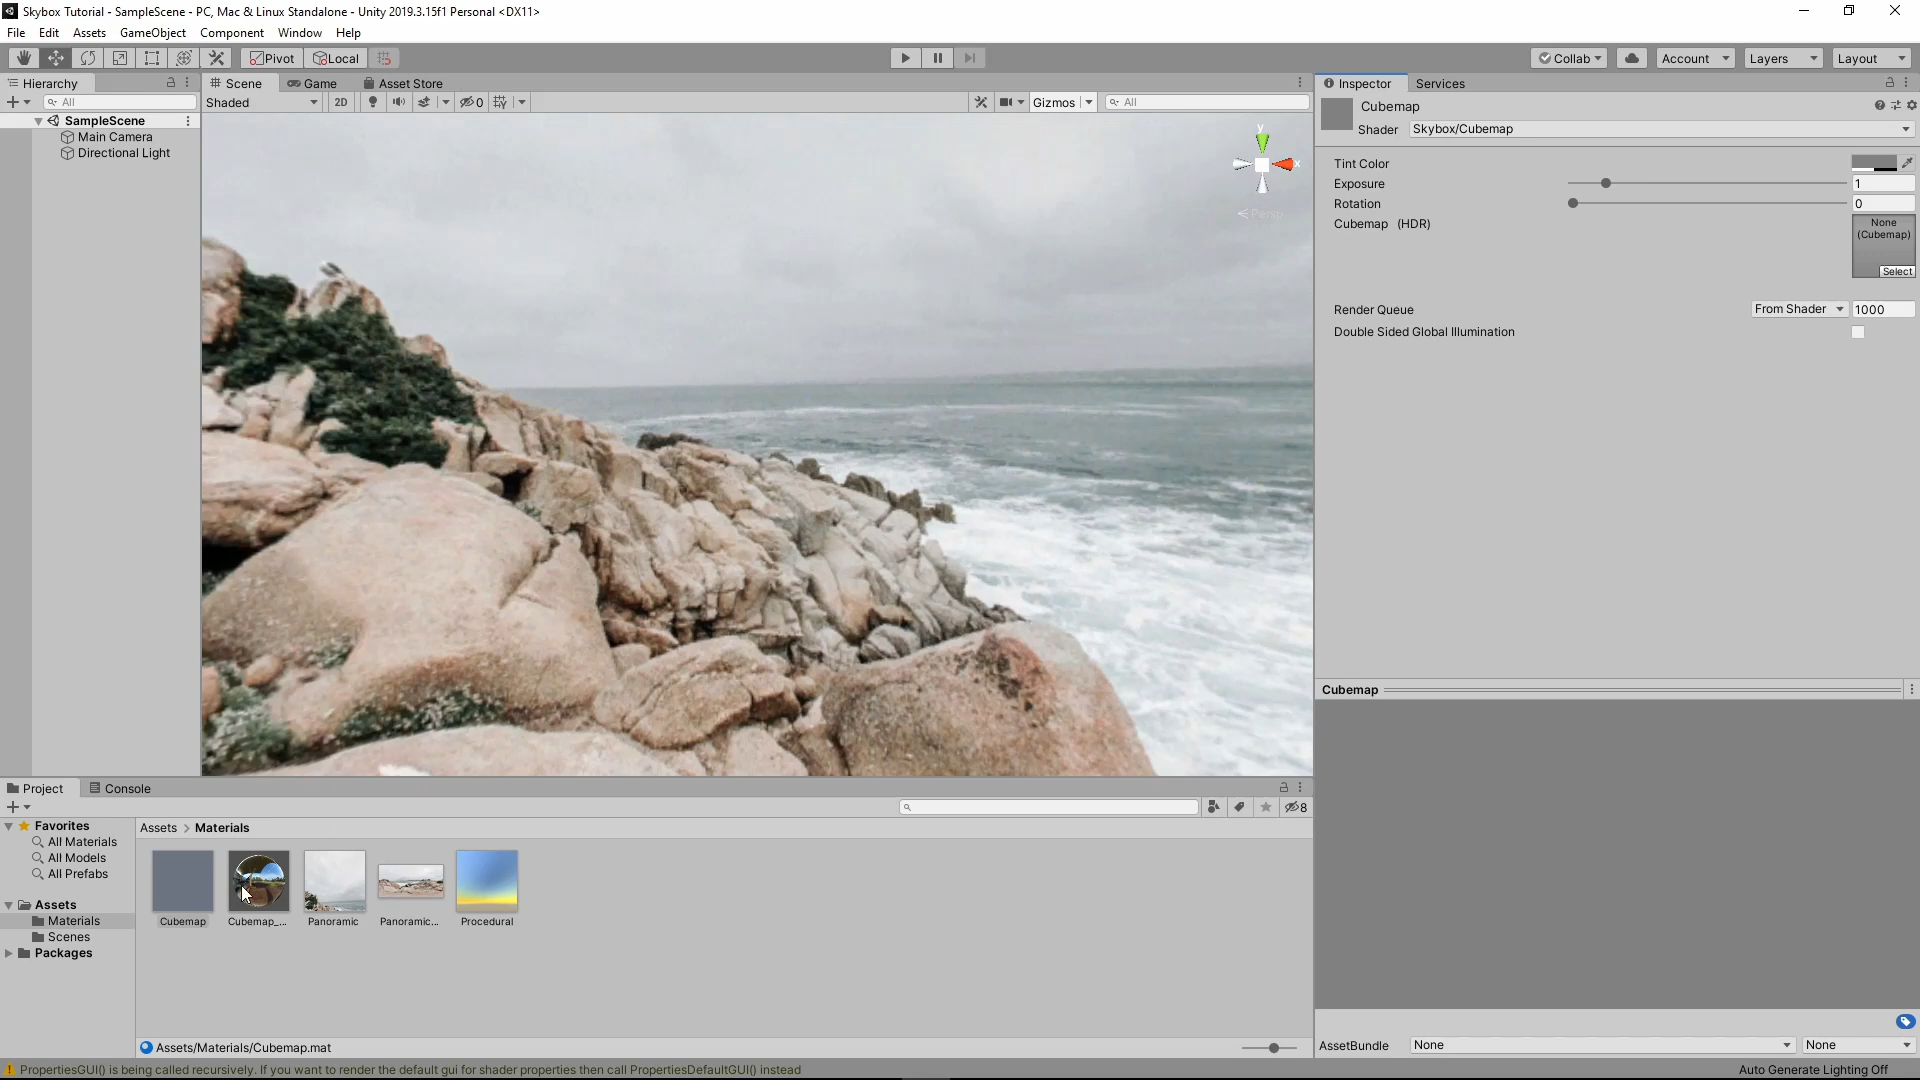 Skybox Tutorial - SampleScene - PC, Mac & Linux Standalone - Unity 2019.3.15f1 Personal <DX11>
File Edit Assets GameObject Component Window Help
Pivot Local Collab Account Layers Layout
Hierarchy Scene Game Asset Store Inspector Services
All Shaded 2D 0 Gizmos All
Cubemap
Shader Skybox/Cubemap
SampleScene
Main Camera
Directional Light
y
x
Persp
Tint Color
Exposure 1
Rotation 0
Cubemap (HDR) None
(Cubemap)
Select
Render Queue From Shader 1000
Double Sided Global Illumination
Cubemap
Project Console
8
Favorites
All Materials
All Models
All Prefabs
Assets
Materials
Scenes
Packages
Assets > Materials
Cubemap Cubemap_... Panoramic Panoramic... Procedural
Assets/Materials/Cubemap.mat
AssetBundle None None
PropertiesGUI() is being called recursively. If you want to render the default gui for shader properties then call PropertiesDefaultGUI() instead
Auto Generate Lighting Off